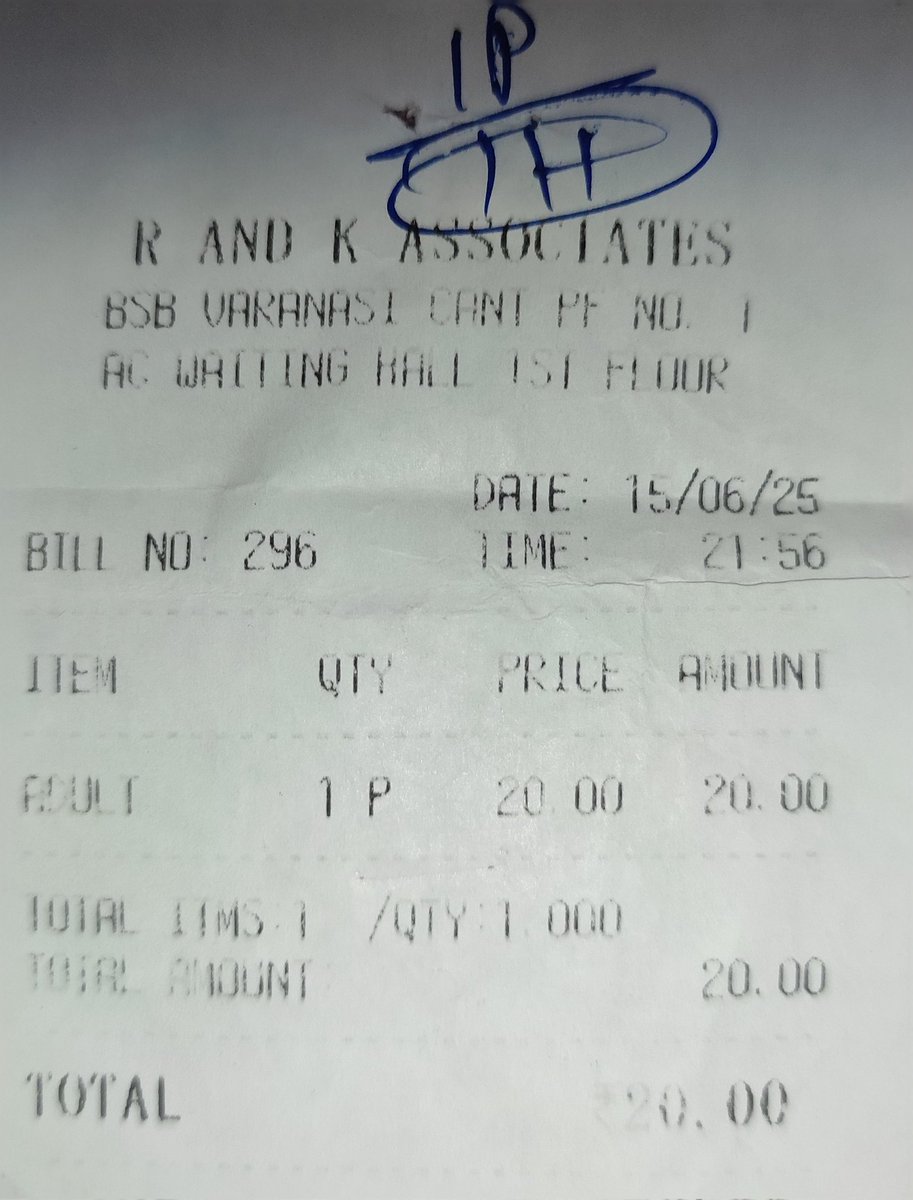 1P
1H
R AND K ASSOCIATES
BSB VARANASI CANT PF NO. 1
AC WAITING HALL 1ST FLOOR
DATE: 15/06/25
BILL NO: 296 TIME: 21:56
ITEM QTY PRICE AMOUNT
ADULT 1 P 20.00 20.00
TOTAL ITMS:1 /QTY:1.000
TOTAL AMOUNT 20.00
TOTAL ₹20.00